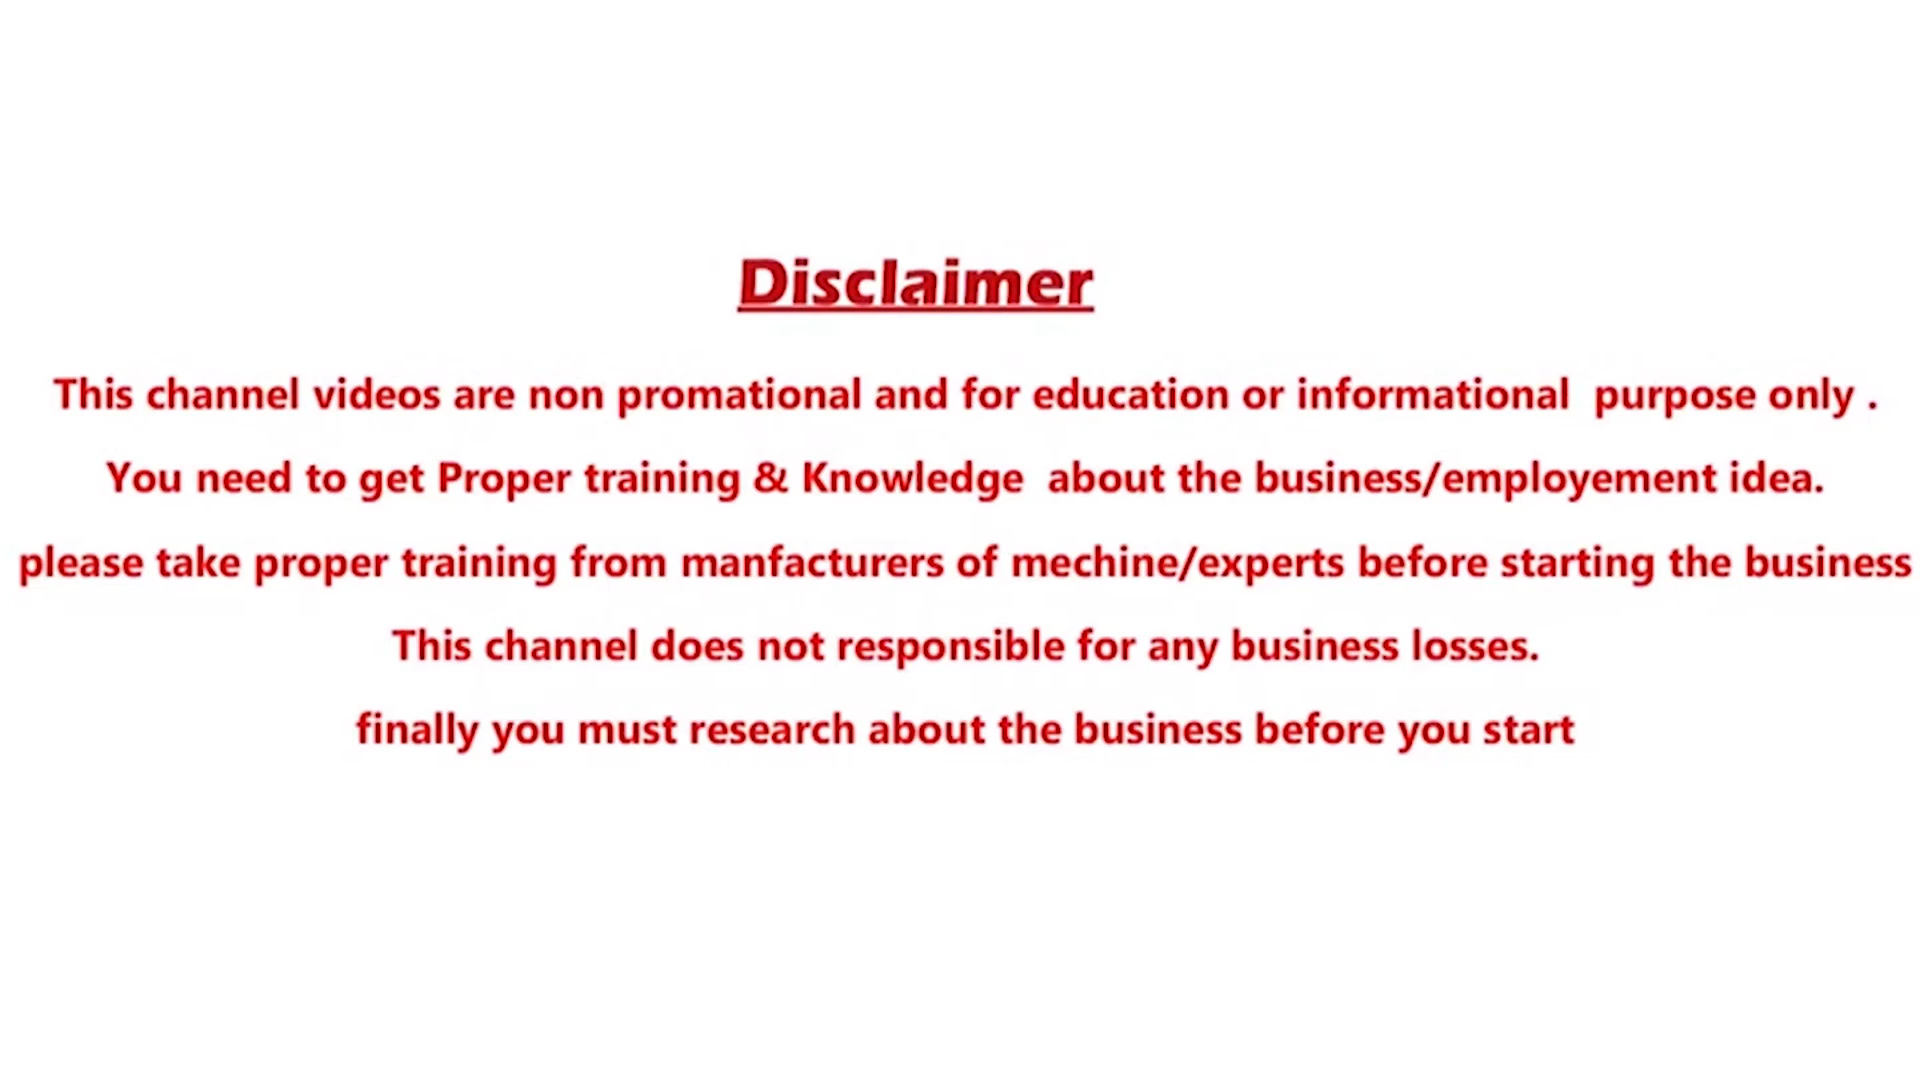 Disclaimer
This channel videos are non promational and for education or informational purpose only .
You need to get Proper training & Knowledge about the business/employement idea.
please take proper training from manfacturers of mechine/experts before starting the business
This channel does not responsible for any business losses.
finally you must research about the business before you start